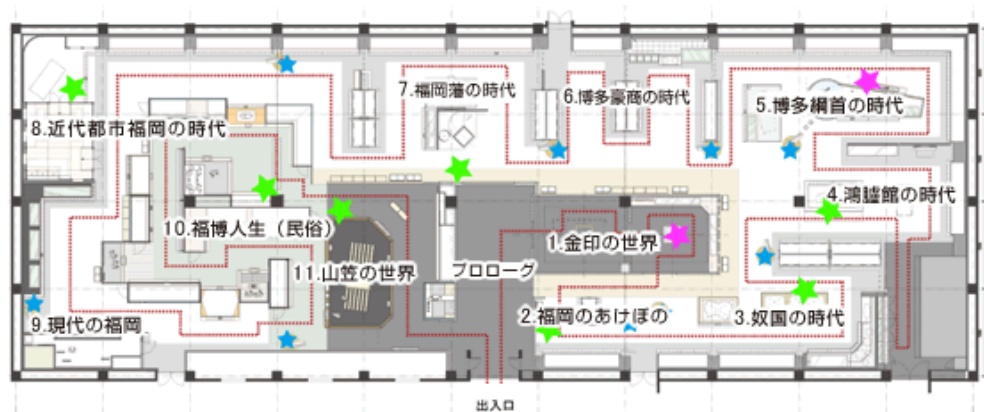 7.福岡藩の時代
6.博多豪商の時代
5.博多綱首の時代
8.近代都市福岡の時代
4.鴻臚館の時代
10.福博人生（民俗）
1.金印の世界
11.山笠の世界
プロローグ
2.福岡のあけぼの
3.奴国の時代
9.現代の福岡
出入口